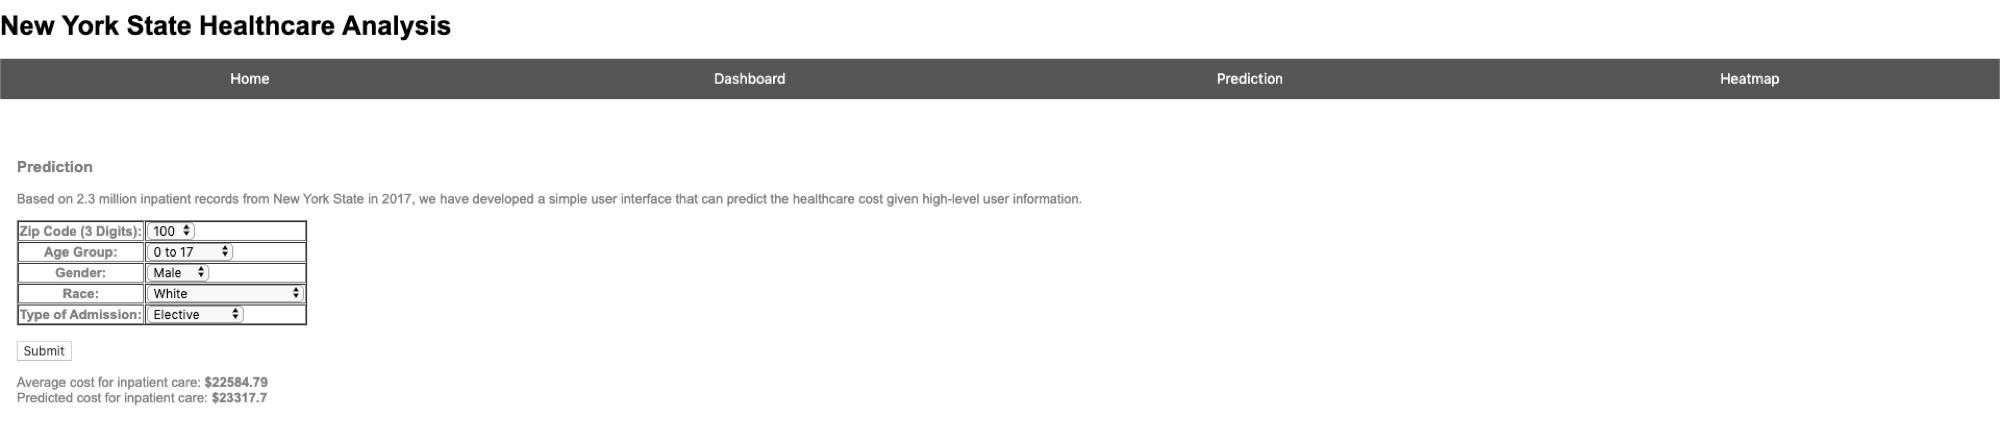 New York State Healthcare Analysis
Home Dashboard Prediction Heatmap
Prediction
Based on 2.3 million inpatient records from New York State in 2017, we have developed a simple user interface that can predict the healthcare cost given high-level user information.
Zip Code (3 Digits): 100
Age Group: 0 to 17
Gender: Male
Race: White
Type of Admission: Elective
Submit
Average cost for inpatient care: $22584.79
Predicted cost for inpatient care: $23317.7